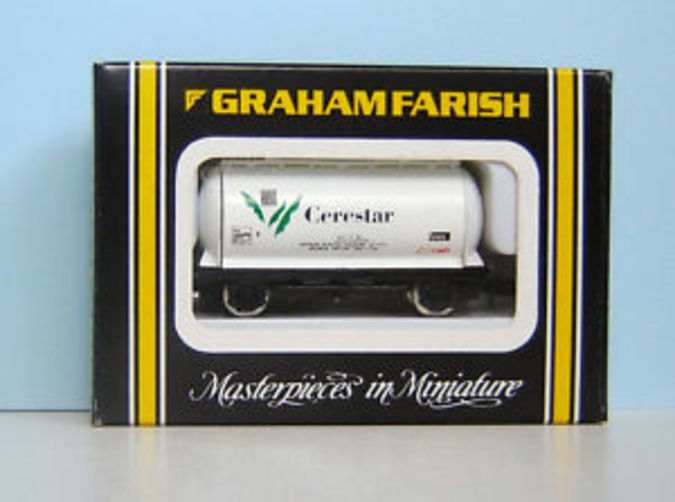 GRAHAM FARISH
Cerestar
Masterpieces in Miniature